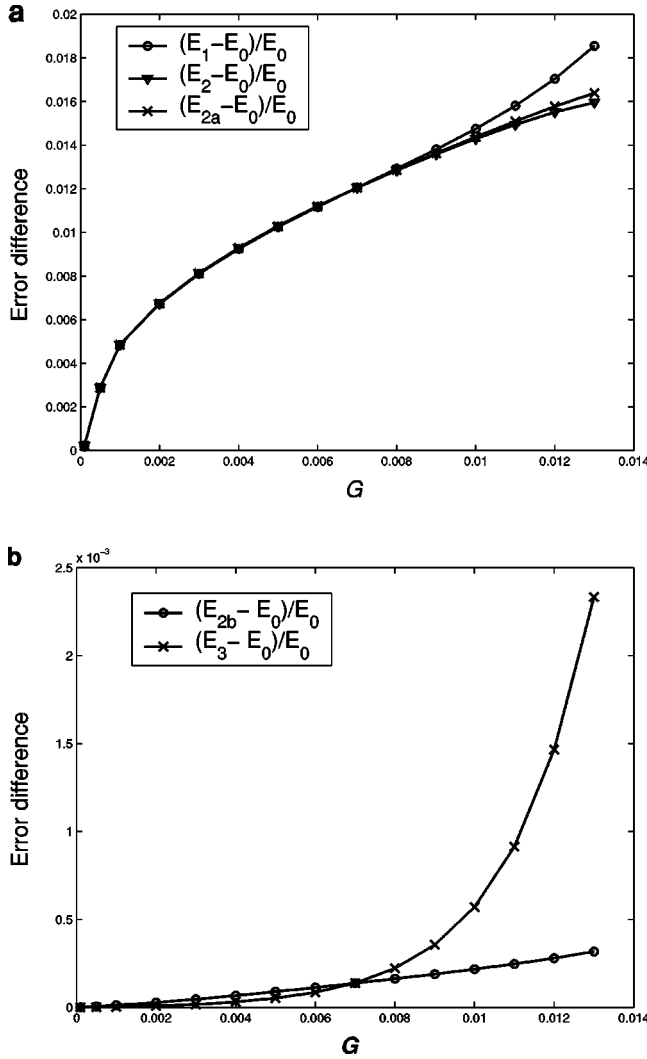 a
0.02
0.018
0.016
0.014
0.012
0.01
0.008
0.006
0.004
0.002
0
Error difference
(E1–E0)/E0
(E2–E0)/E0
(E2a–E0)/E0
0 0.002 0.004 0.006 0.008 0.01 0.012 0.014
G
b
× 10⁻³
2.5
2
1.5
1
0.5
0
Error difference
(E2b– E0)/E0
(E3– E0)/E0
0 0.002 0.004 0.006 0.008 0.01 0.012 0.014
G